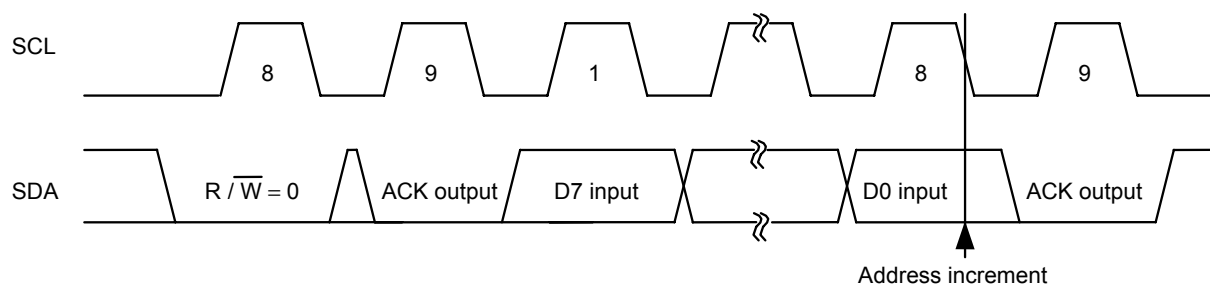 SCL
8
9
1
8
9
SDA
R / W̅ = 0
ACK output
D7 input
D0 input
ACK output
Address increment